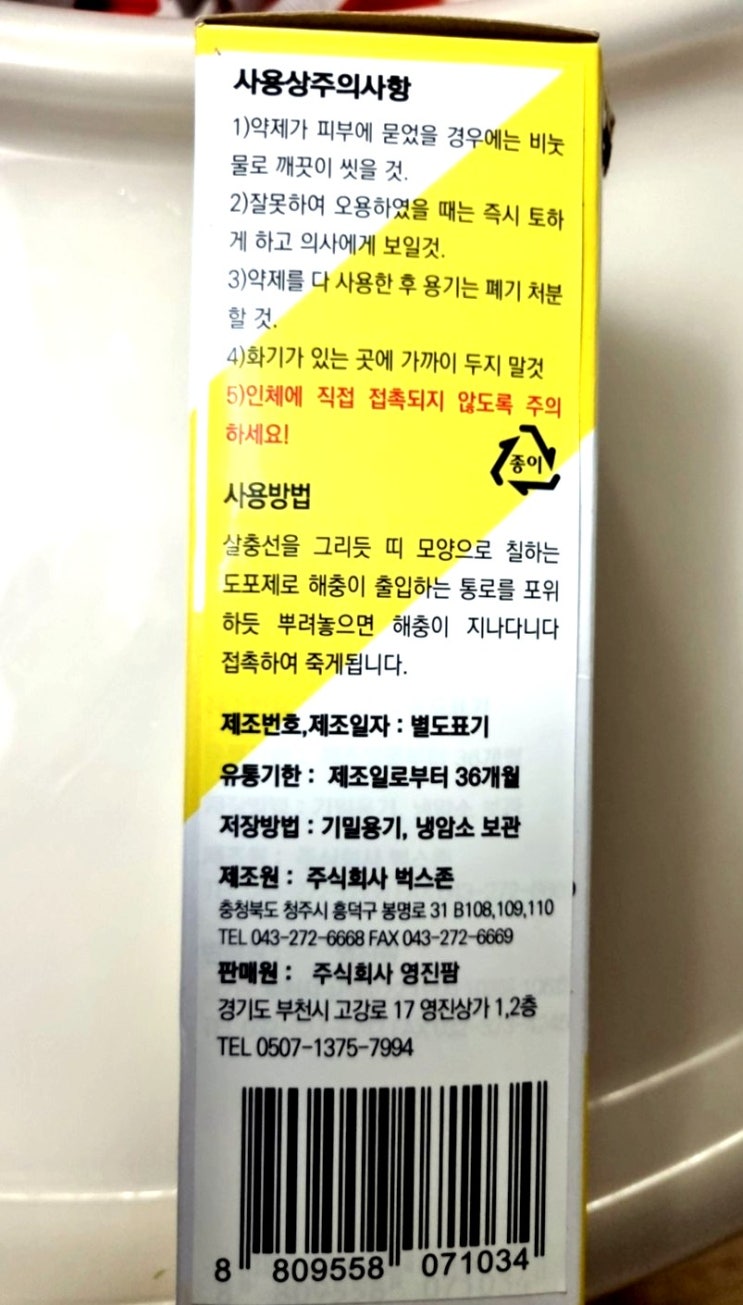 사용상주의사항
1)약제가 피부에 묻었을 경우에는 비눗
물로 깨끗이 씻을 것.
2)잘못하여 오용하였을 때는 즉시 토하
게 하고 의사에게 보일것.
3)약제를 다 사용한 후 용기는 폐기 처분
할 것.
4)화기가 있는 곳에 가까이 두지 말것
5)인체에 직접 접촉되지 않도록 주의
하세요!
종이
사용방법
살충선을 그리듯 띠 모양으로 칠하는
도포제로 해충이 출입하는 통로를 포위
하듯 뿌려놓으면 해충이 지나다니다
접촉하여 죽게됩니다.
제조번호,제조일자 : 별도표기
유통기한 : 제조일로부터 36개월
저장방법 : 기밀용기, 냉암소 보관
제조원 : 주식회사 벅스존
충청북도 청주시 흥덕구 봉명로 31 B108,109,110
TEL 043-272-6668 FAX 043-272-6669
판매원 : 주식회사 영진팜
경기도 부천시 고강로 17 영진상가 1,2층
TEL 0507-1375-7994
8 809558 071034